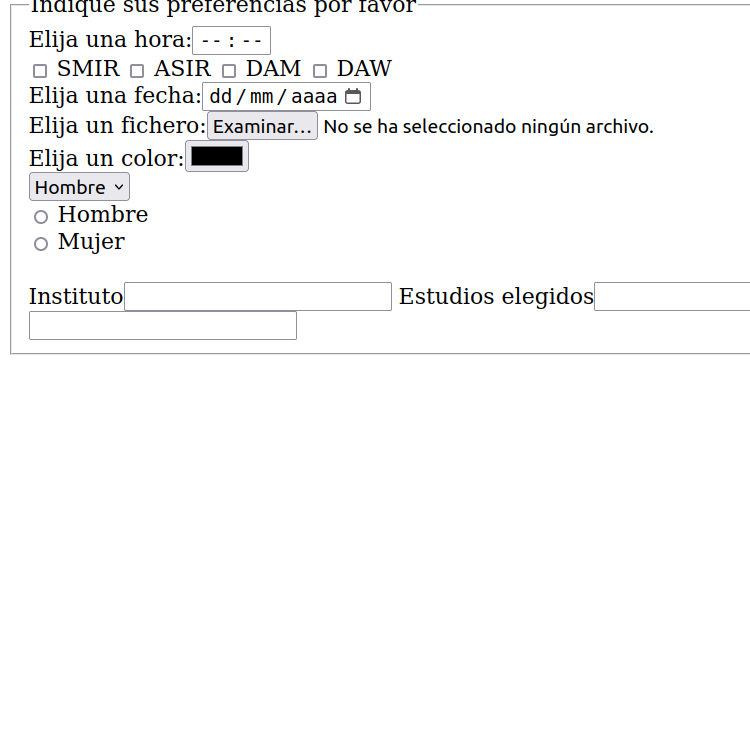 Indique sus preferencias por favor
Elija una hora: -- : --
SMIR ASIR DAM DAW
Elija una fecha: dd / mm / aaaa
Elija un fichero: Examinar... No se ha seleccionado ningún archivo.
Elija un color:
Hombre
Hombre
Mujer
Instituto Estudios elegidos